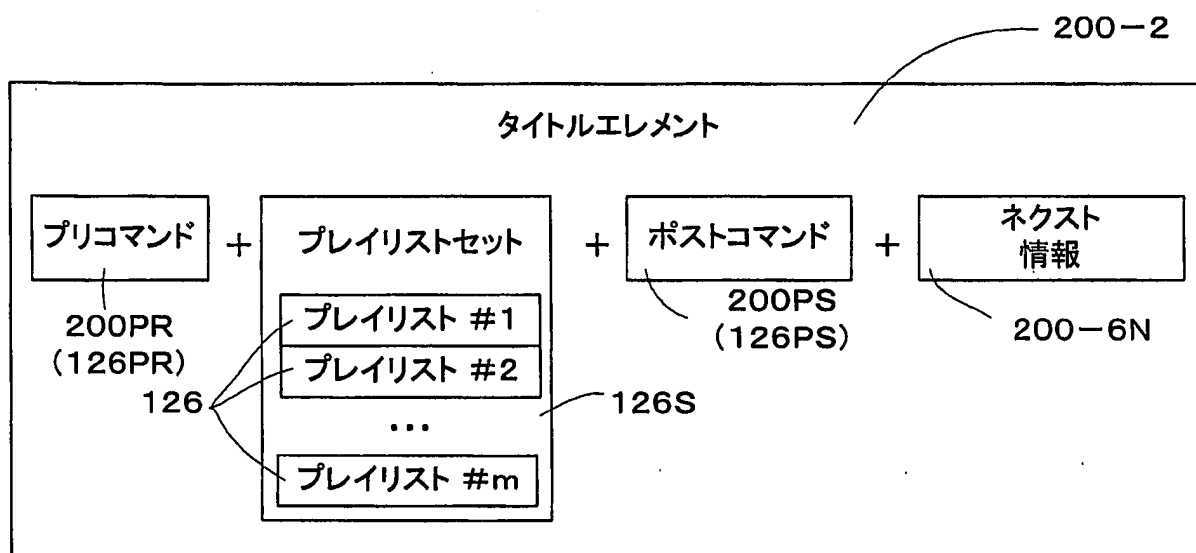 200-2
タイトルエレメント
プリコマンド + プレイリストセット + ポストコマンド + ネクスト
情報
200PR
(126PR)
プレイリスト #1
プレイリスト #2
...
プレイリスト #m
126
126S
200PS
(126PS)
200-6N